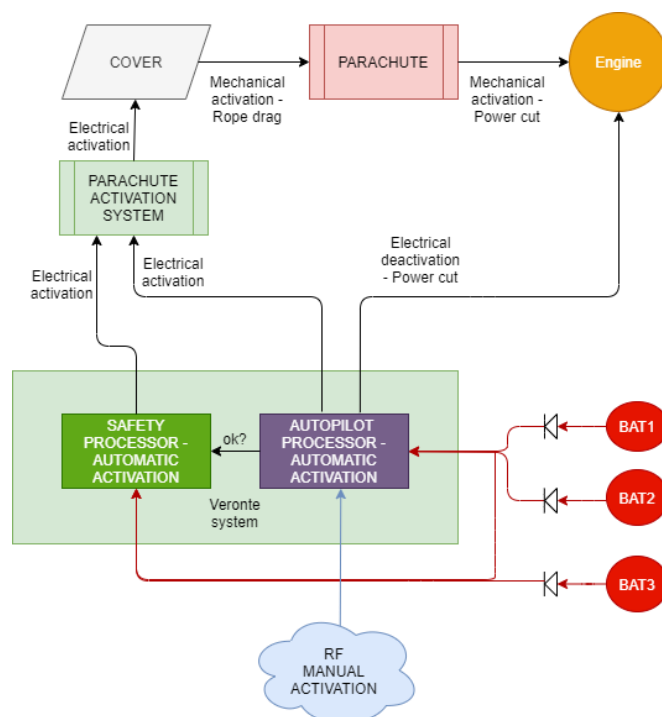 COVER
Mechanical
activation -
Rope drag
PARACHUTE
Mechanical
activation -
Power cut
Engine
Electrical
activation
PARACHUTE
ACTIVATION
SYSTEM
Electrical
activation
Electrical
activation
Electrical
deactivation
- Power cut
SAFETY
PROCESSOR -
AUTOMATIC
ACTIVATION
ok?
AUTOPILOT
PROCESSOR -
AUTOMATIC
ACTIVATION
Veronte
system
BAT1
BAT2
BAT3
RF
MANUAL
ACTIVATION